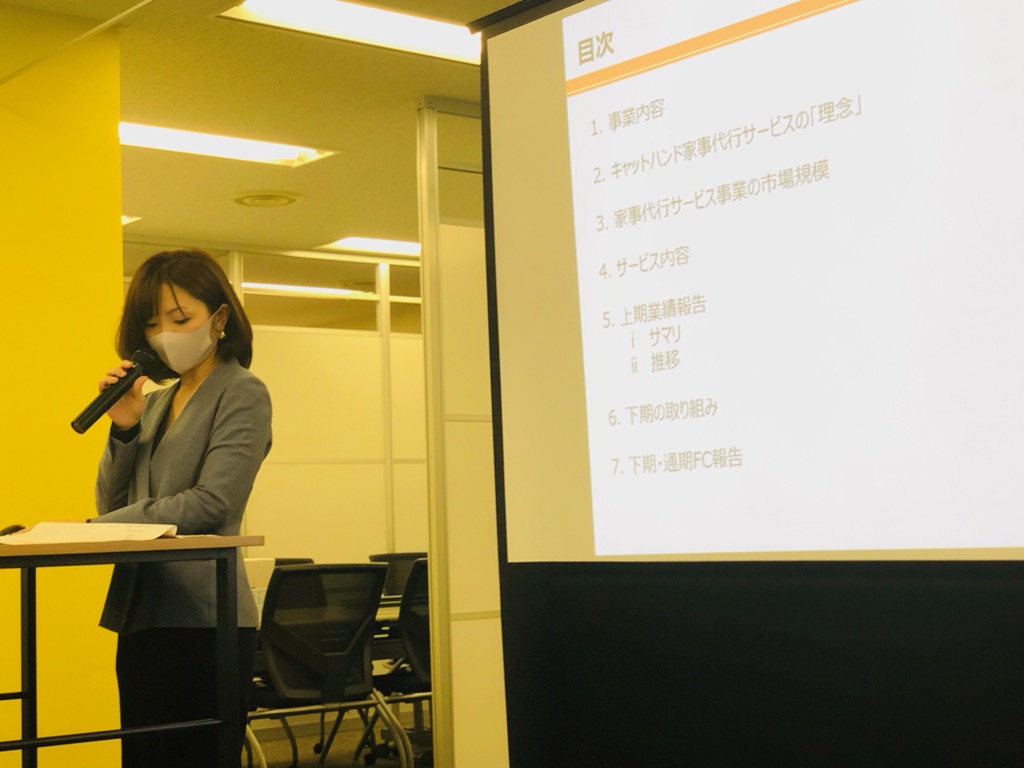 目次
1. 事業内容
2. キャットハンド家事代行サービスの「理念」
3. 家事代行サービス事業の市場規模
4. サービス内容
5. 上期業績報告
ⅰ サマリ
ⅱ 推移
6. 下期の取り組み
7. 下期・通期FC報告